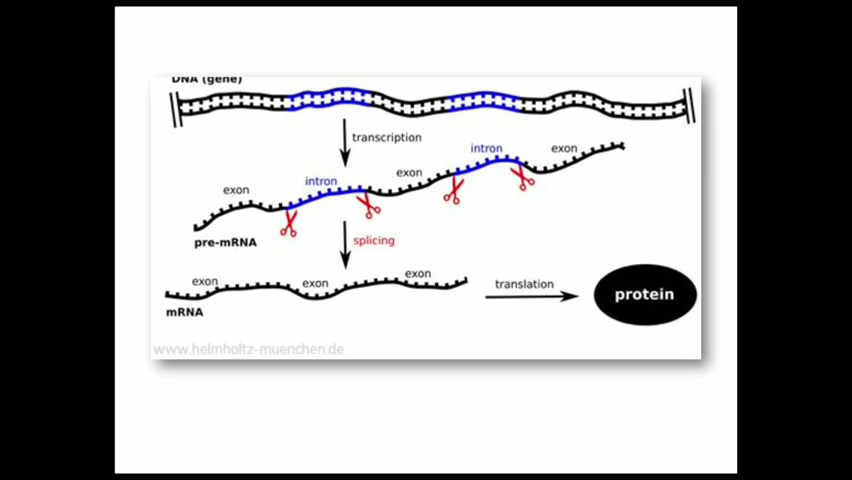 DNA (gene)
transcription
intron
exon
exon
intron
exon
pre-mRNA
splicing
exon
exon
exon
mRNA
translation
protein
www.helmholtz-muenchen.de